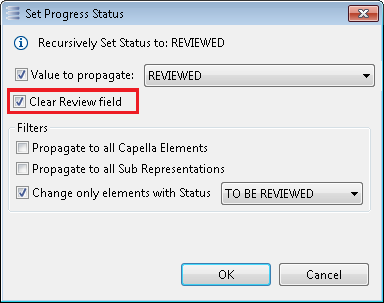 Set Progress Status
Recursively Set Status to: REVIEWED
Value to propagate: REVIEWED
Clear Review field
Filters
Propagate to all Capella Elements
Propagate to all Sub Representations
Change only elements with Status TO BE REVIEWED
OK Cancel